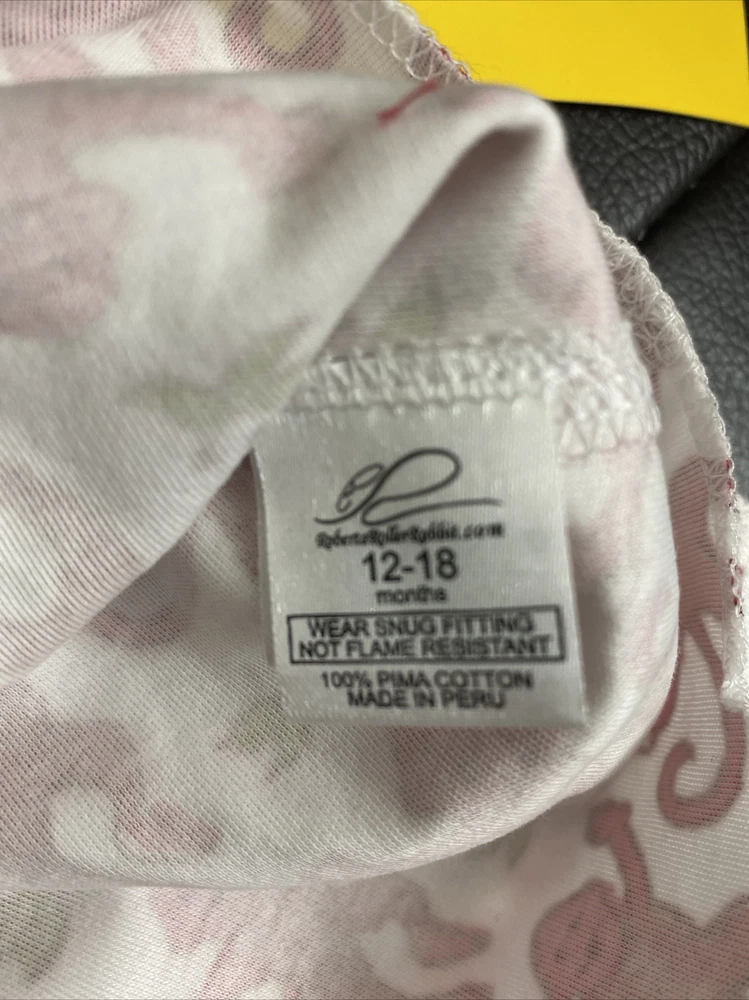 RobertaRollerRabbit.com
12-18
months
WEAR SNUG FITTING
NOT FLAME RESISTANT
100% PIMA COTTON
MADE IN PERU